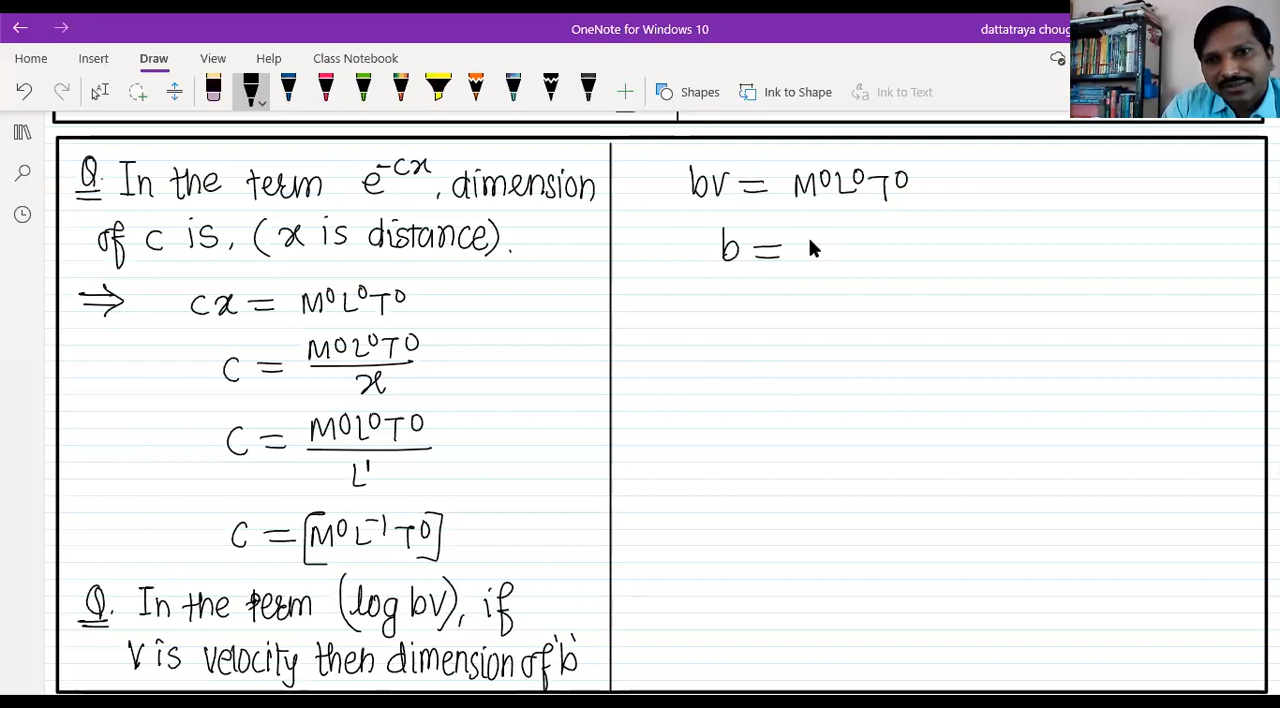 OneNote for Windows 10
dattatraya choug
Home Insert Draw View Help Class Notebook
Shapes Ink to Shape Ink to Text
Q. In the term e⁻ᶜˣ, dimension
of c is, (x is distance).
⇒ cx = M⁰L⁰T⁰
C = M⁰L⁰T⁰
x
C = M⁰L⁰T⁰
L¹
C = [M⁰L⁻¹T⁰]
Q. In the term (log bv), if
v is velocity then dimension of 'b'
bv = M⁰L⁰T⁰
b =